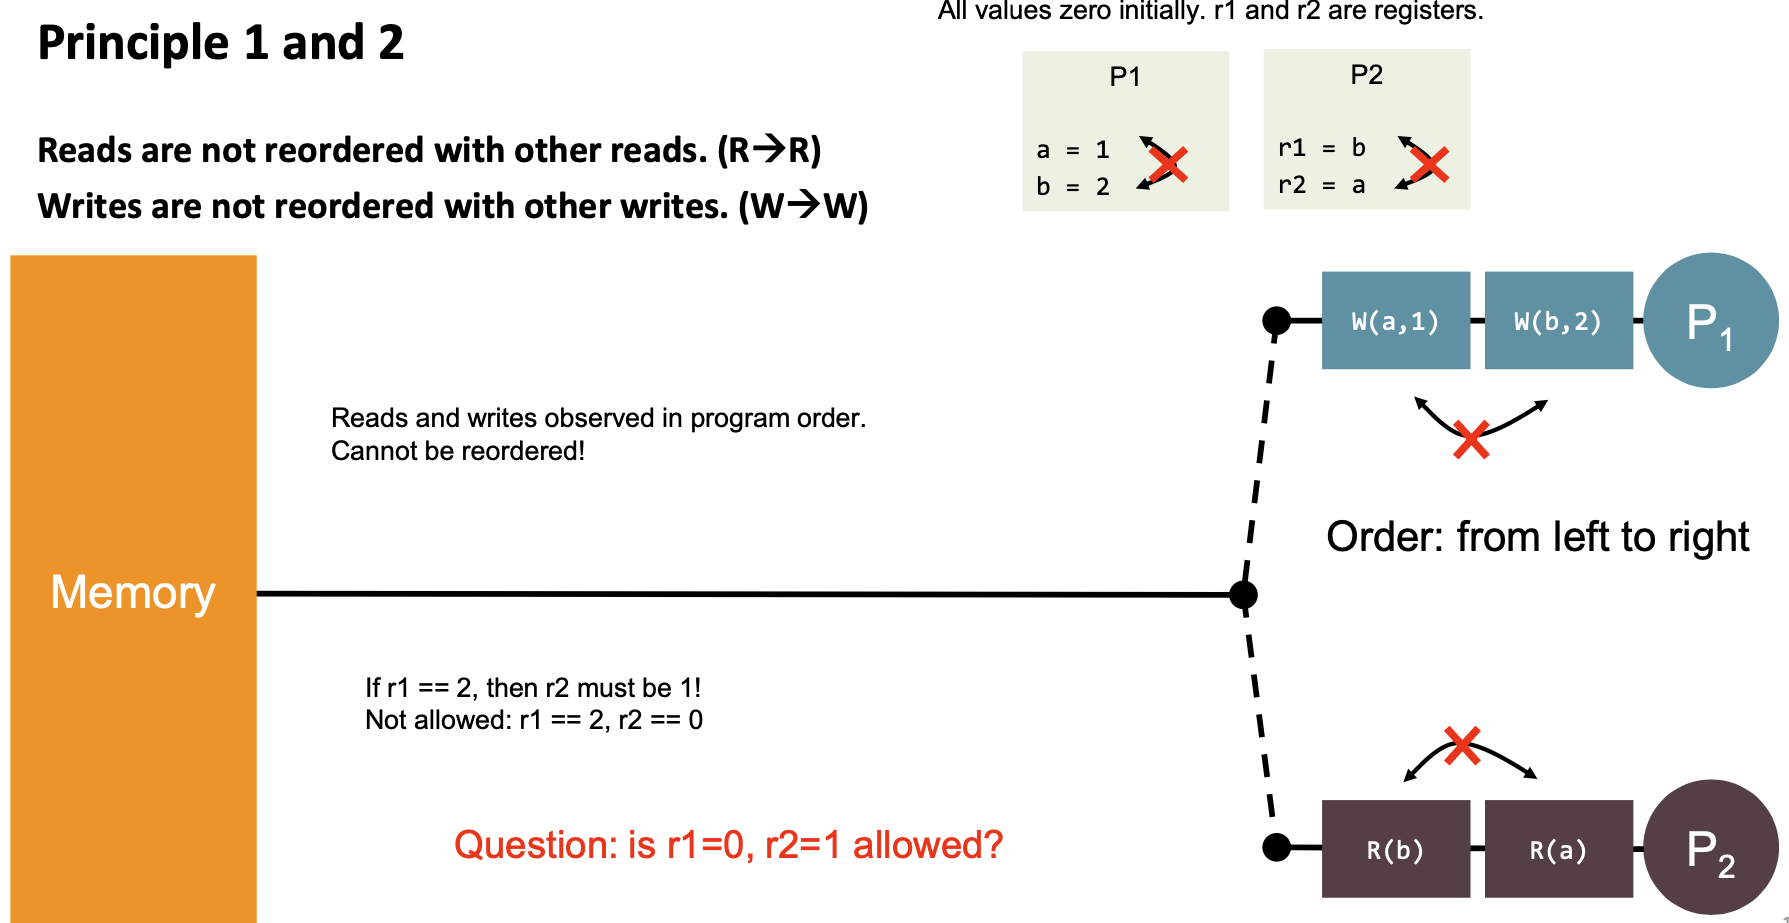 All values zero initially. r1 and r2 are registers.
Principle 1 and 2
P1
P2
Reads are not reordered with other reads. (R→R)
Writes are not reordered with other writes. (W→W)
a = 1
b = 2
r1 = b
r2 = a
W(a,1)
W(b,2)
P1
Reads and writes observed in program order.
Cannot be reordered!
Order: from left to right
Memory
If r1 == 2, then r2 must be 1!
Not allowed: r1 == 2, r2 == 0
Question: is r1=0, r2=1 allowed?
R(b)
R(a)
P2